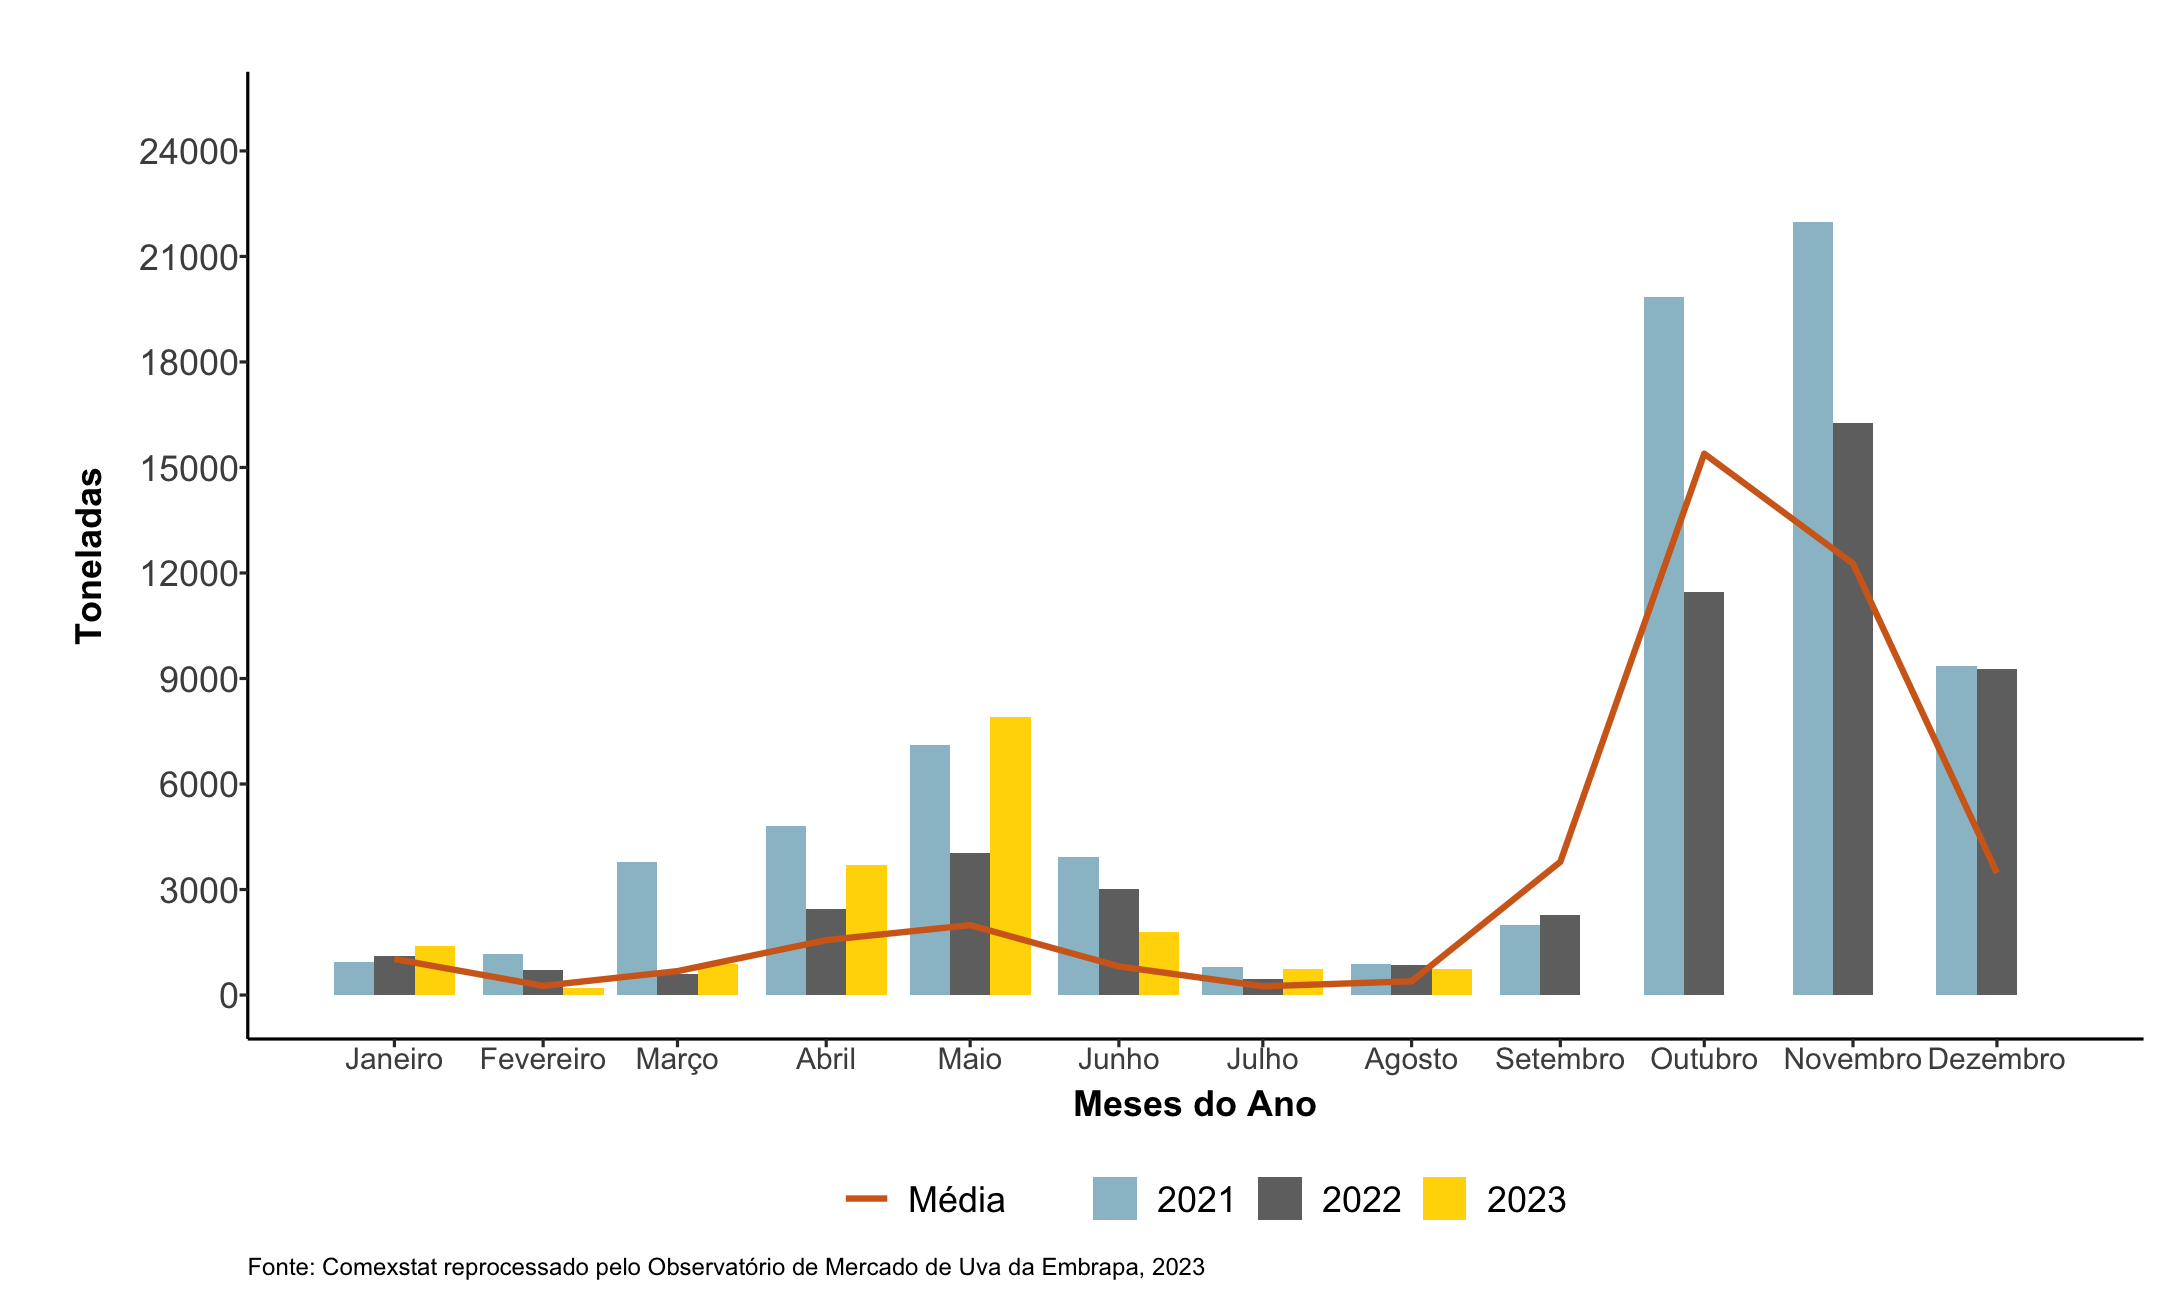 24000
21000
18000
15000
12000
9000
6000
3000
0
Toneladas
Janeiro Fevereiro Março Abril Maio Junho Julho Agosto Setembro Outubro Novembro Dezembro
Meses do Ano
Média 2021 2022 2023
Fonte: Comexstat reprocessado pelo Observatório de Mercado de Uva da Embrapa, 2023